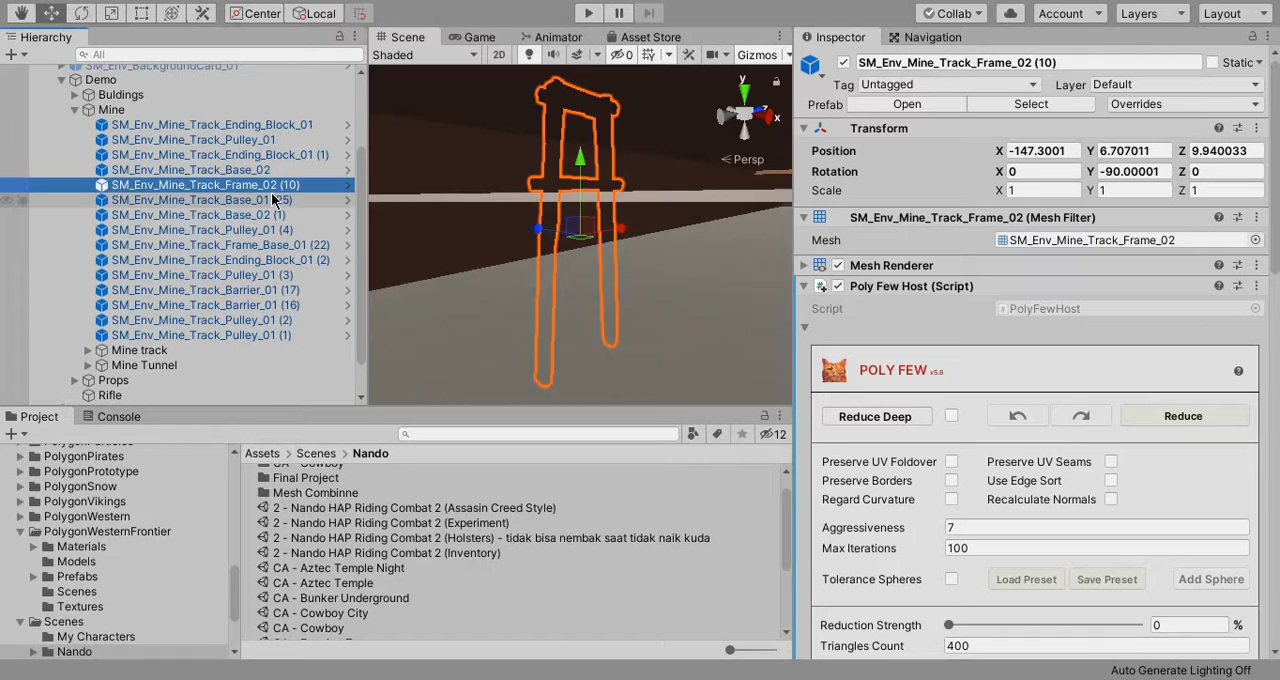 Center
Local
Collab
Account
Layers
Layout
Hierarchy
All
SM_Env_BackgroundCard_01
Demo
Buldings
Mine
SM_Env_Mine_Track_Ending_Block_01
SM_Env_Mine_Track_Pulley_01
SM_Env_Mine_Track_Ending_Block_01 (1)
SM_Env_Mine_Track_Base_02
SM_Env_Mine_Track_Frame_02 (10)
SM_Env_Mine_Track_Base_01 (25)
SM_Env_Mine_Track_Base_02 (1)
SM_Env_Mine_Track_Pulley_01 (4)
SM_Env_Mine_Track_Frame_Base_01 (22)
SM_Env_Mine_Track_Ending_Block_01 (2)
SM_Env_Mine_Track_Pulley_01 (3)
SM_Env_Mine_Track_Barrier_01 (17)
SM_Env_Mine_Track_Barrier_01 (16)
SM_Env_Mine_Track_Pulley_01 (2)
SM_Env_Mine_Track_Pulley_01 (1)
Mine track
Mine Tunnel
Props
Rifle
Scene
Game
Animator
Asset Store
Shaded
2D
0
Gizmos
y
z
x
Persp
Inspector
Navigation
SM_Env_Mine_Track_Frame_02 (10)
Static
Tag Untagged
Layer Default
Prefab Open Select Overrides
Transform
Position X -147.3001 Y 6.707011 Z 9.940033
Rotation X 0 Y -90.00001 Z 0
Scale X 1 Y 1 Z 1
SM_Env_Mine_Track_Frame_02 (Mesh Filter)
Mesh SM_Env_Mine_Track_Frame_02
Mesh Renderer
Poly Few Host (Script)
Script PolyFewHost
POLY FEW v5.6
Reduce Deep
Reduce
Preserve UV Foldover
Preserve UV Seams
Preserve Borders
Use Edge Sort
Regard Curvature
Recalculate Normals
Aggressiveness 7
Max Iterations 100
Tolerance Spheres
Load Preset
Save Preset
Add Sphere
Reduction Strength 0 %
Triangles Count 400
Project
Console
12
PolygonPirates
PolygonPrototype
PolygonSnow
PolygonVikings
PolygonWestern
PolygonWesternFrontier
Materials
Models
Prefabs
Scenes
Textures
Scenes
My Characters
Nando
Assets
Scenes
Nando
CA - Cowboy
Final Project
Mesh Combinne
2 - Nando HAP Riding Combat 2 (Assasin Creed Style)
2 - Nando HAP Riding Combat 2 (Experiment)
2 - Nando HAP Riding Combat 2 (Holsters) - tidak bisa nembak saat tidak naik kuda
2 - Nando HAP Riding Combat 2 (Inventory)
CA - Aztec Temple Night
CA - Aztec Temple
CA - Bunker Underground
CA - Cowboy City
CA - Cowboy
Auto Generate Lighting Off